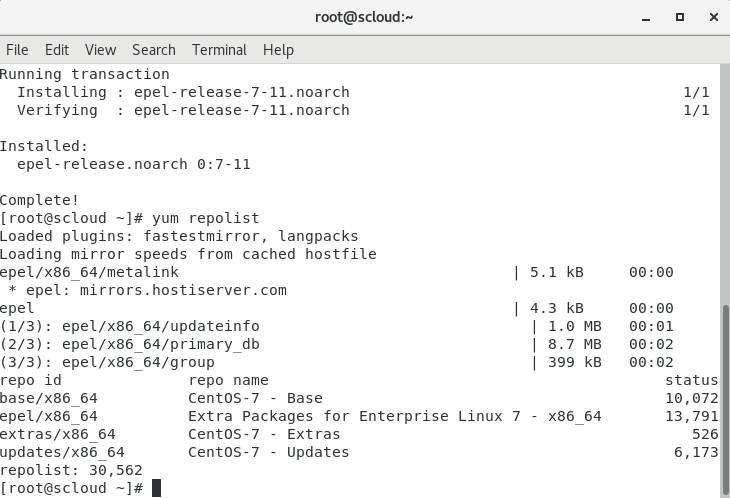 root@scloud:~
File Edit View Search Terminal Help
Running transaction
  Installing : epel-release-7-11.noarch                                     1/1
  Verifying  : epel-release-7-11.noarch                                     1/1
Installed:
  epel-release.noarch 0:7-11
Complete!
[root@scloud ~]# yum repolist
Loaded plugins: fastestmirror, langpacks
Loading mirror speeds from cached hostfile
epel/x86_64/metalink                                     | 5.1 kB     00:00
 * epel: mirrors.hostiserver.com
epel                                                     | 4.3 kB     00:00
(1/3): epel/x86_64/updateinfo                              | 1.0 MB   00:01
(2/3): epel/x86_64/primary_db                              | 8.7 MB   00:02
(3/3): epel/x86_64/group                                   | 399 kB   00:02
repo id              repo name                                            status
base/x86_64          CentOS-7 - Base                                      10,072
epel/x86_64          Extra Packages for Enterprise Linux 7 - x86_64       13,791
extras/x86_64        CentOS-7 - Extras                                       526
updates/x86_64       CentOS-7 - Updates                                    6,173
repolist: 30,562
[root@scloud ~]#